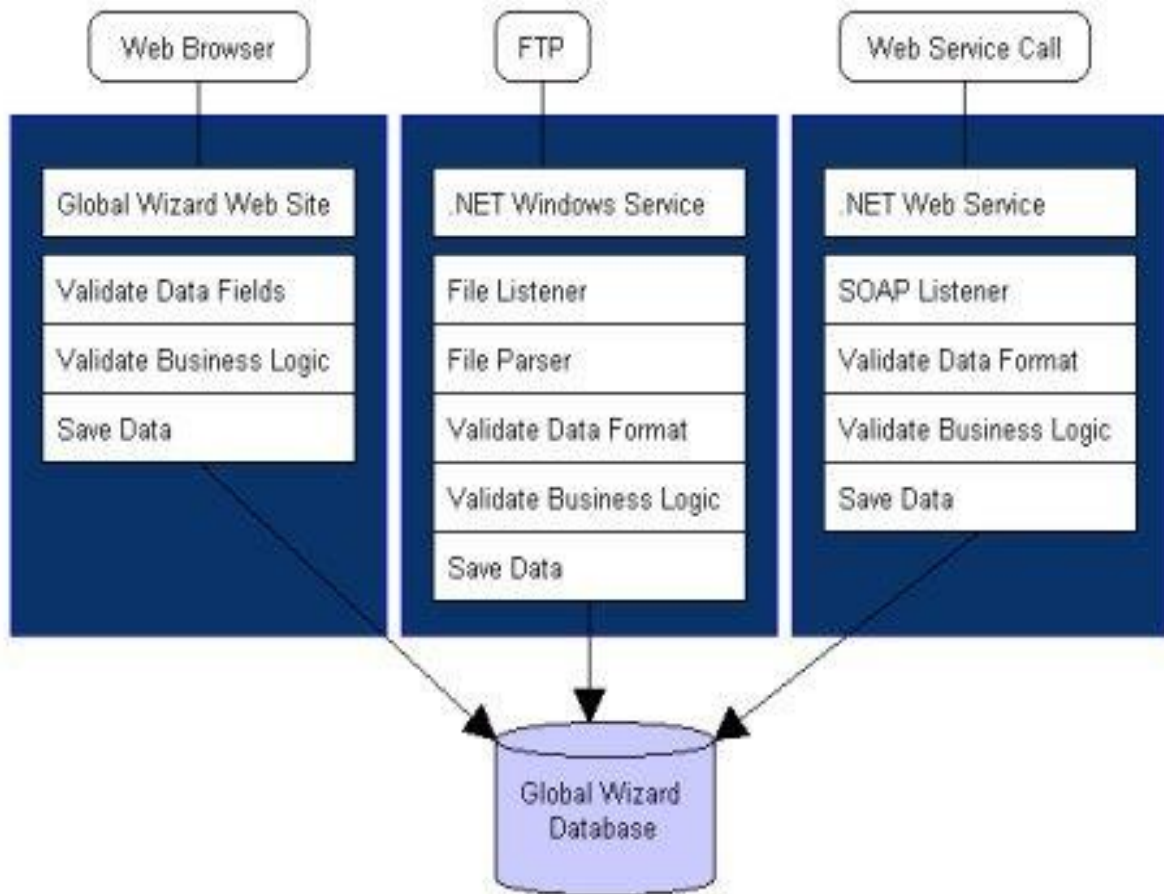 Web Browser
FTP
Web Service Call
Global Wizard Web Site
Validate Data Fields
Validate Business Logic
Save Data
.NET Windows Service
File Listener
File Parser
Validate Data Format
Validate Business Logic
Save Data
.NET Web Service
SOAP Listener
Validate Data Format
Validate Business Logic
Save Data
Global Wizard
Database